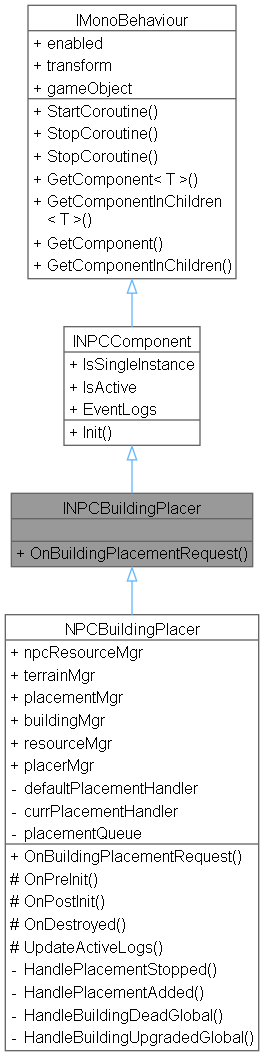 IMonoBehaviour
+ enabled
+ transform
+ gameObject
+ StartCoroutine()
+ StopCoroutine()
+ StopCoroutine()
+ GetComponent< T >()
+ GetComponentInChildren
< T >()
+ GetComponent()
+ GetComponentInChildren()
INPCComponent
+ IsSingleInstance
+ IsActive
+ EventLogs
+ Init()
INPCBuildingPlacer
+ OnBuildingPlacementRequest()
NPCBuildingPlacer
+ npcResourceMgr
+ terrainMgr
+ placementMgr
+ buildingMgr
+ resourceMgr
+ placerMgr
- defaultPlacementHandler
- currPlacementHandler
- placementQueue
+ OnBuildingPlacementRequest()
# OnPreInit()
# OnPostInit()
# OnDestroyed()
# UpdateActiveLogs()
- HandlePlacementStopped()
- HandlePlacementAdded()
- HandleBuildingDeadGlobal()
- HandleBuildingUpgradedGlobal()